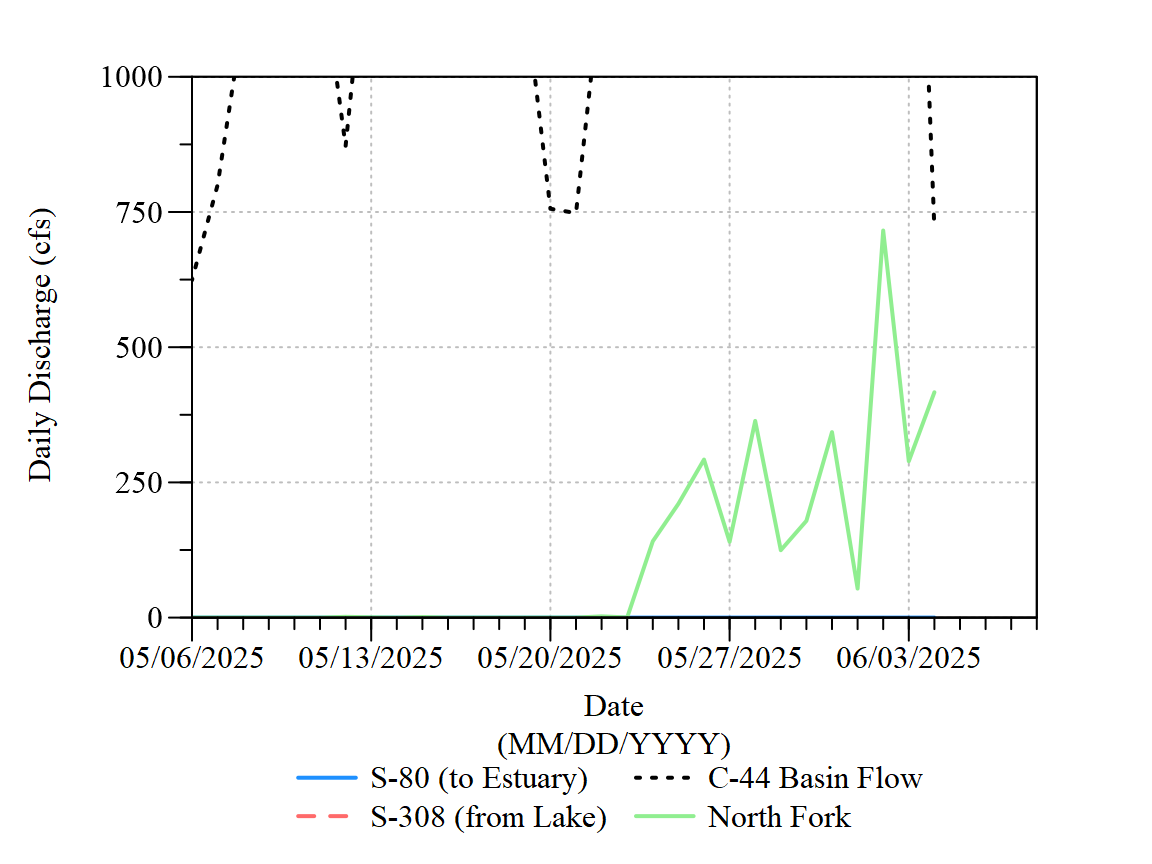 1000
750
500
250
0
Daily Discharge (cfs)
05/06/2025 05/13/2025 05/20/2025 05/27/2025 06/03/2025
Date
(MM/DD/YYYY)
S-80 (to Estuary) C-44 Basin Flow
S-308 (from Lake) North Fork